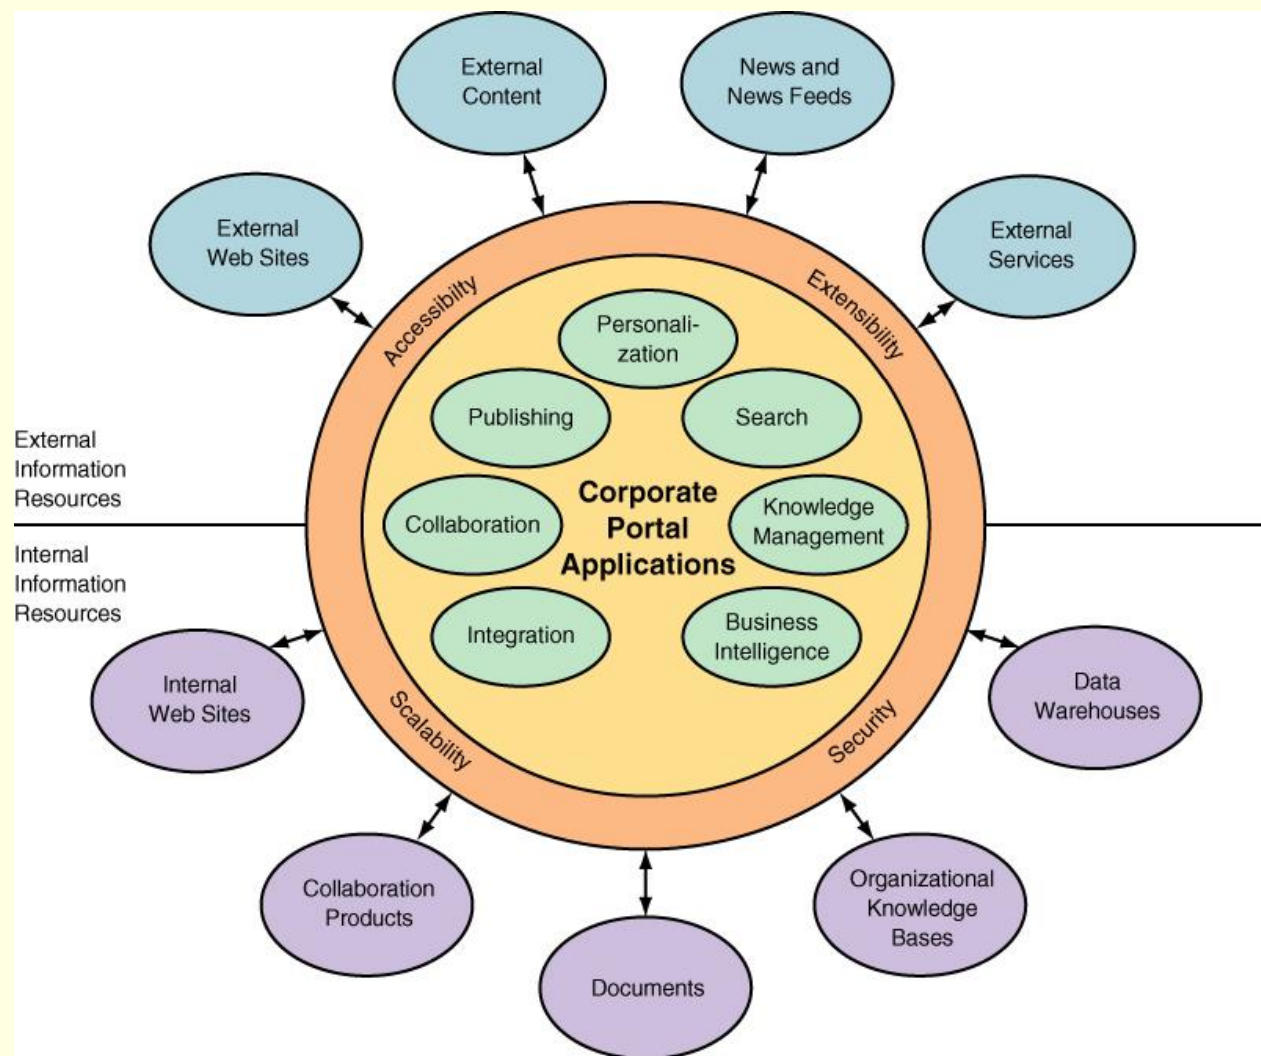 External
Content
News and
News Feeds
External
Web Sites
External
Services
Accessibilty
Extensibility
Personali-
zation
Publishing
Search
External
Information
Resources
Corporate
Portal
Applications
Collaboration
Knowledge
Management
Internal
Information
Resources
Integration
Business
Intelligence
Internal
Web Sites
Data
Warehouses
Scalability
Security
Collaboration
Products
Organizational
Knowledge
Bases
Documents